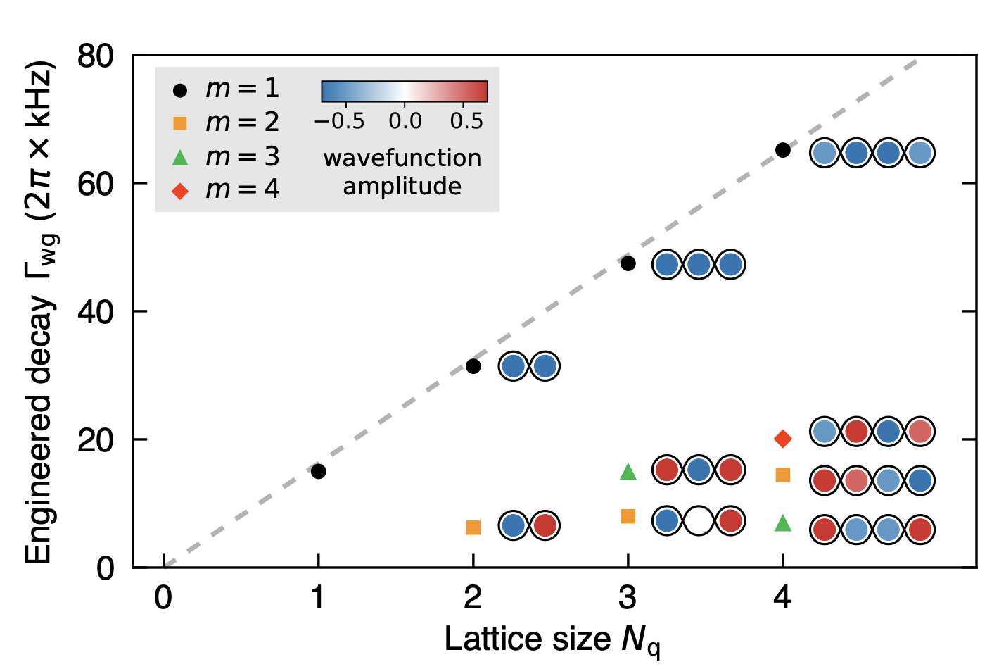 80
60
40
20
0
Engineered decay Γwg (2π × kHz)
m = 1
m = 2
m = 3
m = 4
−0.5 0.0 0.5
wavefunction
amplitude
0 1 2 3 4
Lattice size Nq